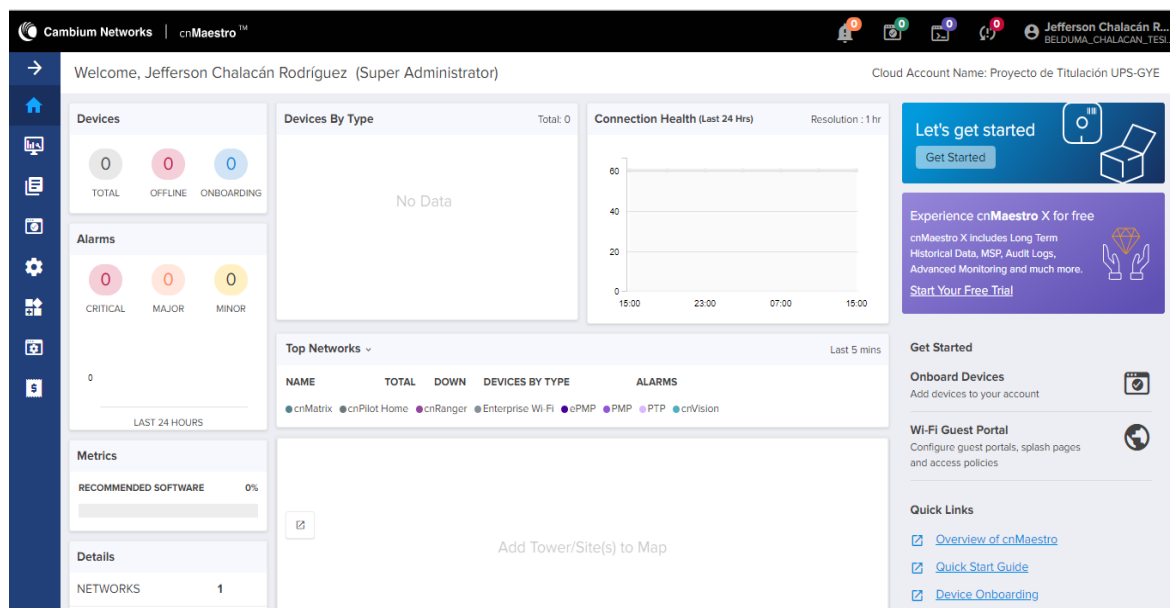 Cambium Networks | cnMaestro™
0 0 0 0
Jefferson Chalacán R...
BELDUMA_CHALACAN_TESI...
Welcome, Jefferson Chalacán Rodríguez (Super Administrator)
Cloud Account Name: Proyecto de Titulación UPS-GYE
Devices
0 0 0
TOTAL OFFLINE ONBOARDING
Alarms
0 0 0
CRITICAL MAJOR MINOR
0
LAST 24 HOURS
Metrics
RECOMMENDED SOFTWARE 0%
Details
NETWORKS 1
Devices By Type Total: 0
No Data
Connection Health (Last 24 Hrs) Resolution : 1 hr
60
40
20
0
15:00 23:00 07:00 15:00
Top Networks Last 5 mins
NAME TOTAL DOWN DEVICES BY TYPE ALARMS
cnMatrix cnPilot Home cnRanger Enterprise Wi-Fi ePMP PMP PTP cnVision
Add Tower/Site(s) to Map
Let's get started
Get Started
Experience cnMaestro X for free
cnMaestro X includes Long Term
Historical Data, MSP, Audit Logs,
Advanced Monitoring and much more.
Start Your Free Trial
Get Started
Onboard Devices
Add devices to your account
Wi-Fi Guest Portal
Configure guest portals, splash pages
and access policies
Quick Links
Overview of cnMaestro
Quick Start Guide
Device Onboarding